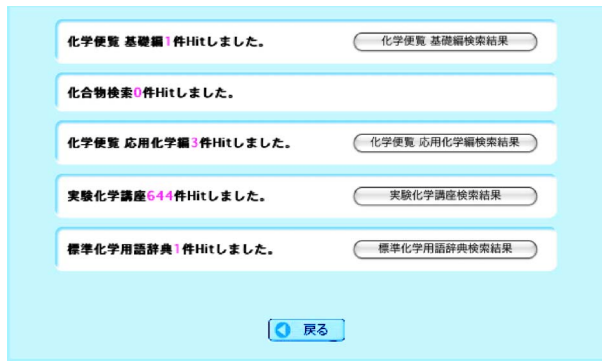 化学便覧 基礎編1件Hitしました。 化学便覧 基礎編検索結果
化合物検索0件Hitしました。
化学便覧 応用化学編3件Hitしました。 化学便覧 応用化学編検索結果
実験化学講座644件Hitしました。 実験化学講座検索結果
標準化学用語辞典1件Hitしました。 標準化学用語辞典検索結果
戻る